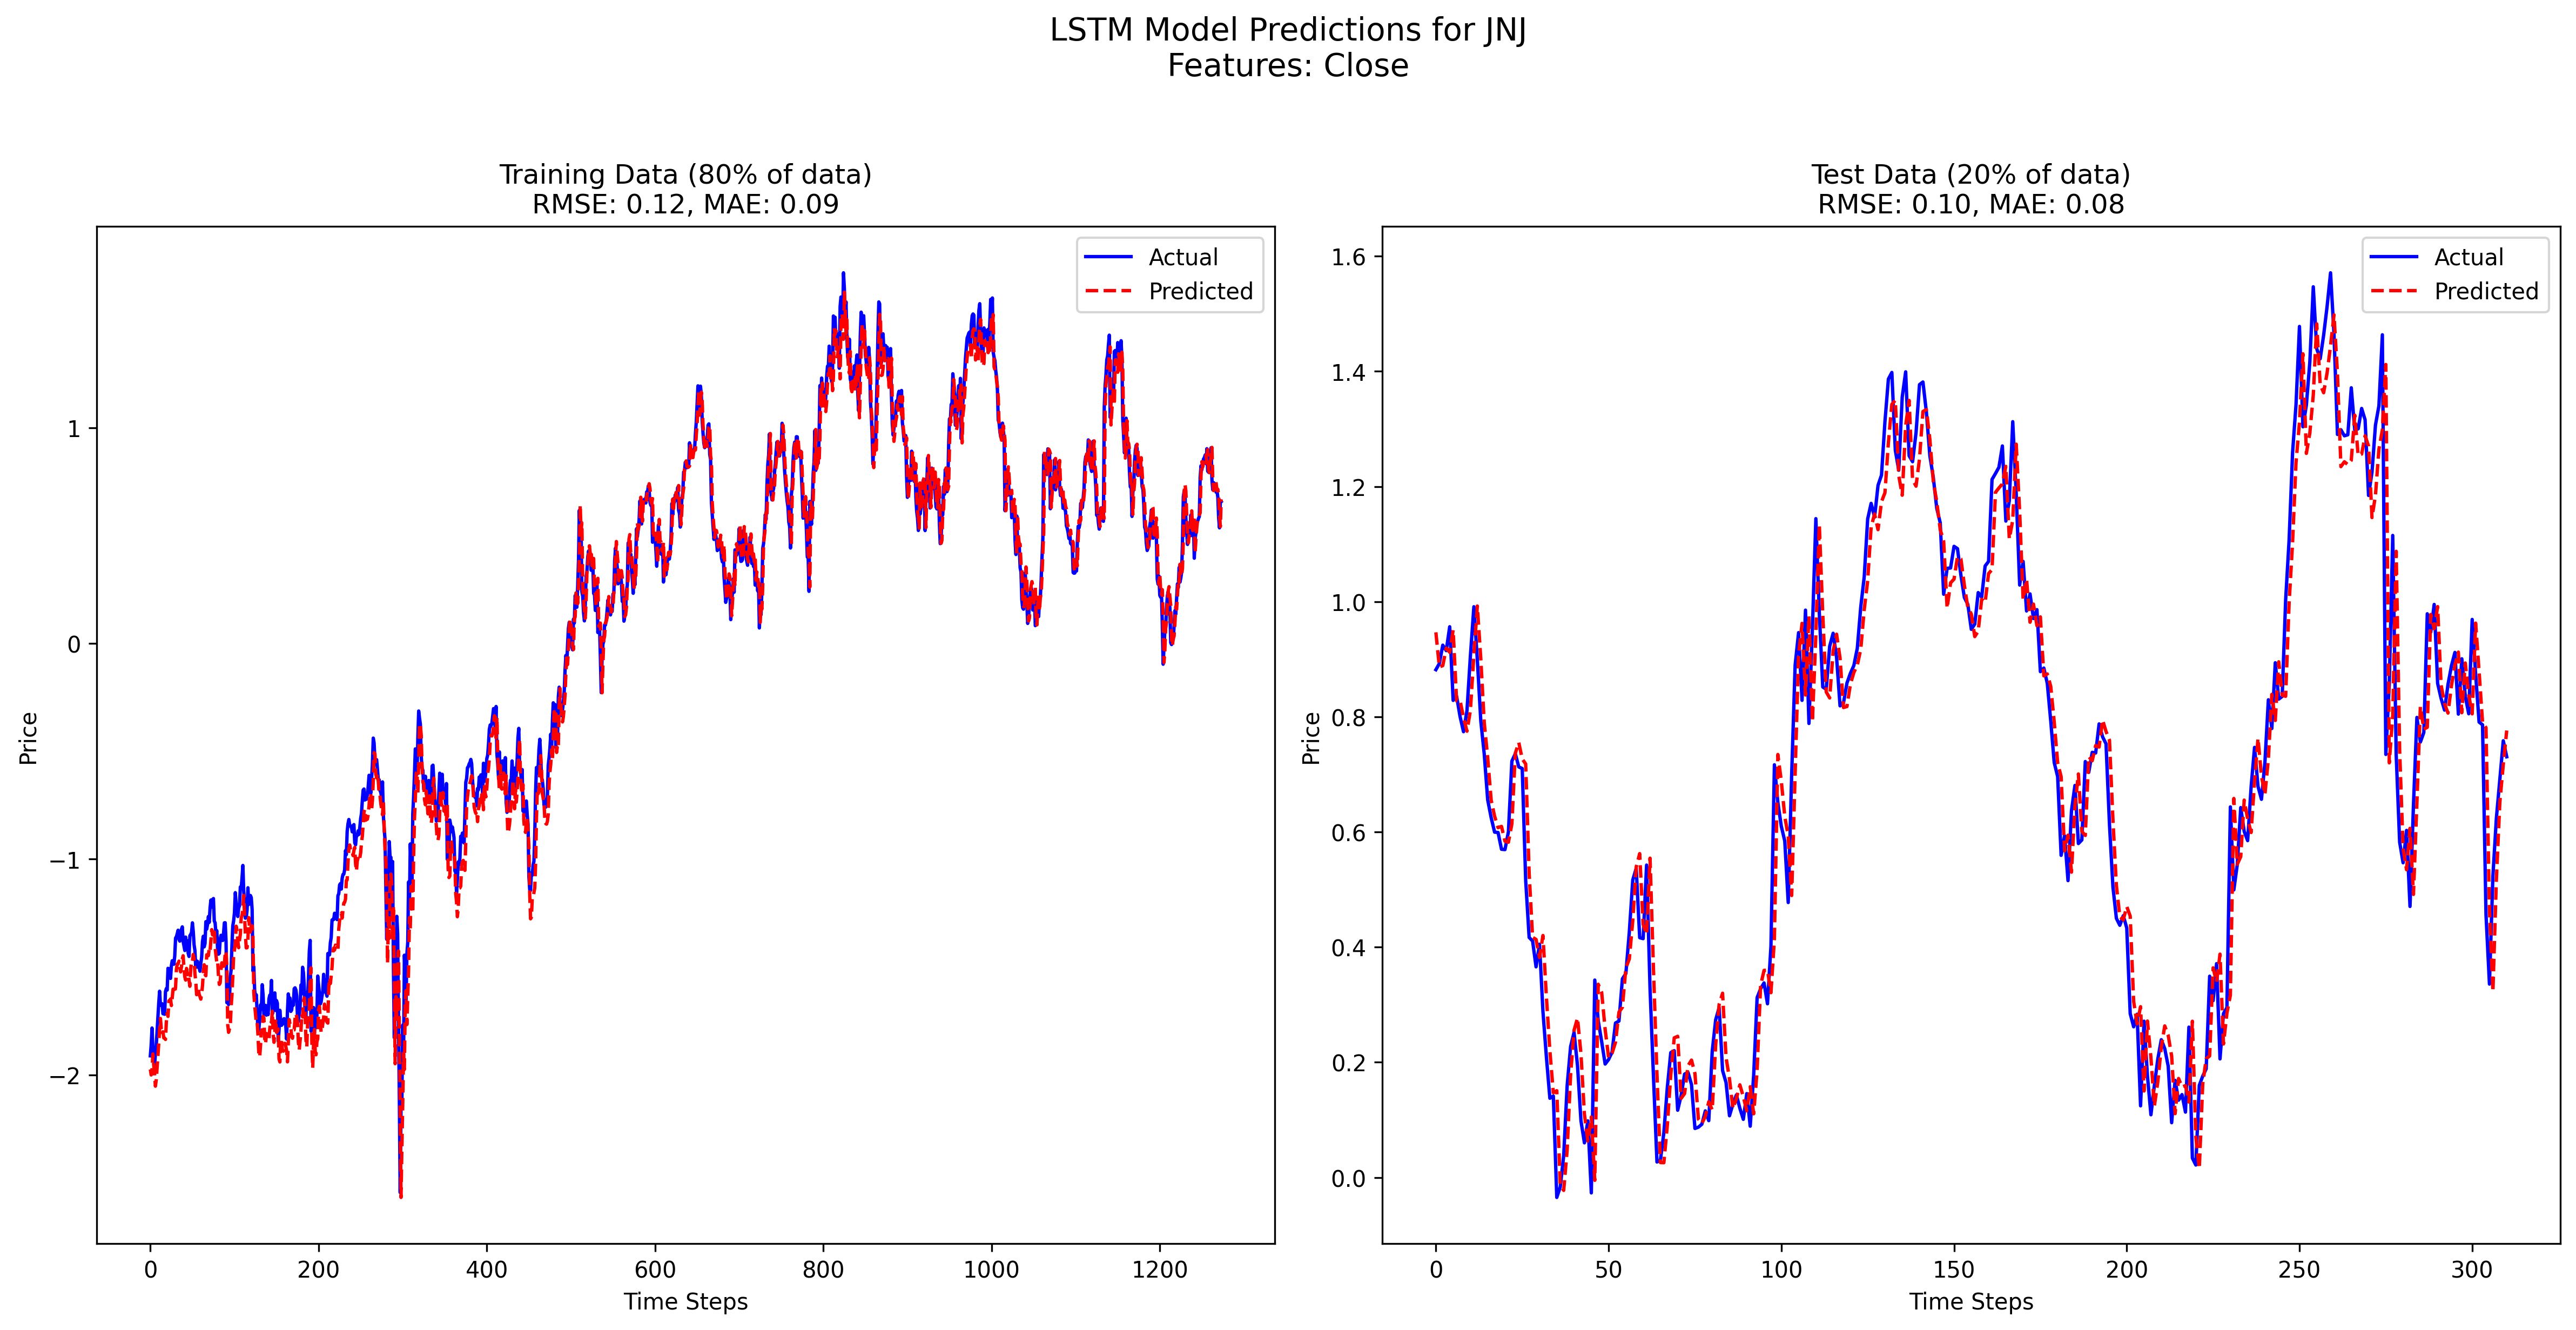 LSTM Model Predictions for JNJ
Features: Close
Training Data (80% of data)
RMSE: 0.12, MAE: 0.09
Actual
Predicted
Price
1
0
−1
−2
0 200 400 600 800 1000 1200
Time Steps
Test Data (20% of data)
RMSE: 0.10, MAE: 0.08
Actual
Predicted
Price
1.6
1.4
1.2
1.0
0.8
0.6
0.4
0.2
0.0
0 50 100 150 200 250 300
Time Steps